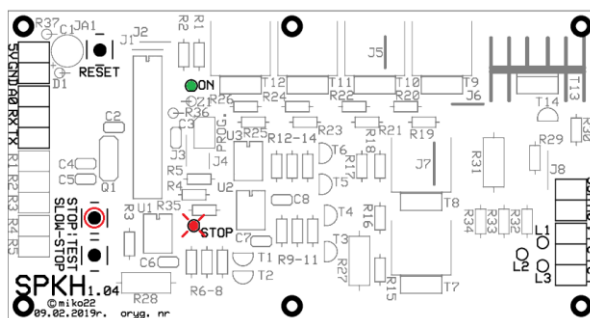 R37
C1
JA1
J1
J2
R2
R1
J5
5V
GND
A0
RX
TX
RESET
D1
ON
Z1
R36
R26
T12
R24
T11
R22
T10
R20
T9
J6
T13
T14
C2
C3
PROG.
R25
R23
R21
R19
U3
R12-14
R18
R17
R31
R29
R30
R1
R2
R3
R4
R5
C4
C5
Q1
J3
J4
R5
R4
U2
T6
T5
J7
J8
C8
STOP:TEST
SLOW-STOP
R3
U1
R35
STOP
T4
T3
R16
T8
R34
R33
R32
L1
L2
L3
C6
C7
T1
T2
R9-11
R27
R15
T7
R28
R6-8
SPKH 1.04
©miko22
09.02.2019r. oryg. nr